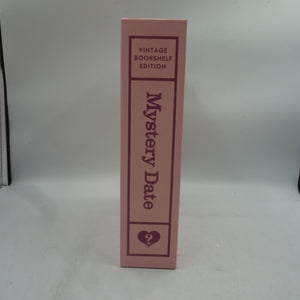 VINTAGE
BOOKSHELF
EDITION
Mystery Date
?